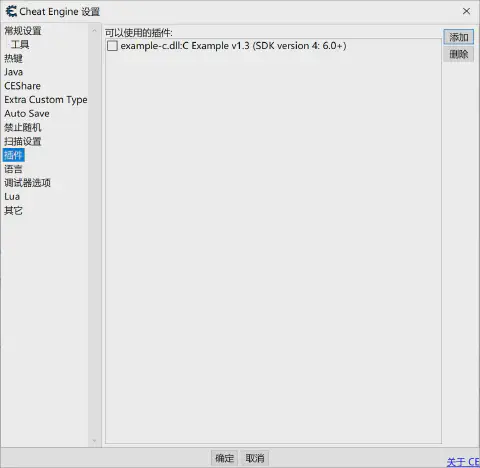 Cheat Engine 设置
常规设置
工具
热键
Java
CEShare
Extra Custom Type
Auto Save
禁止随机
扫描设置
插件
语言
调试器选项
Lua
其它
可以使用的插件:
example-c.dll:C Example v1.3 (SDK version 4: 6.0+)
添加
删除
确定
取消
关于 CE